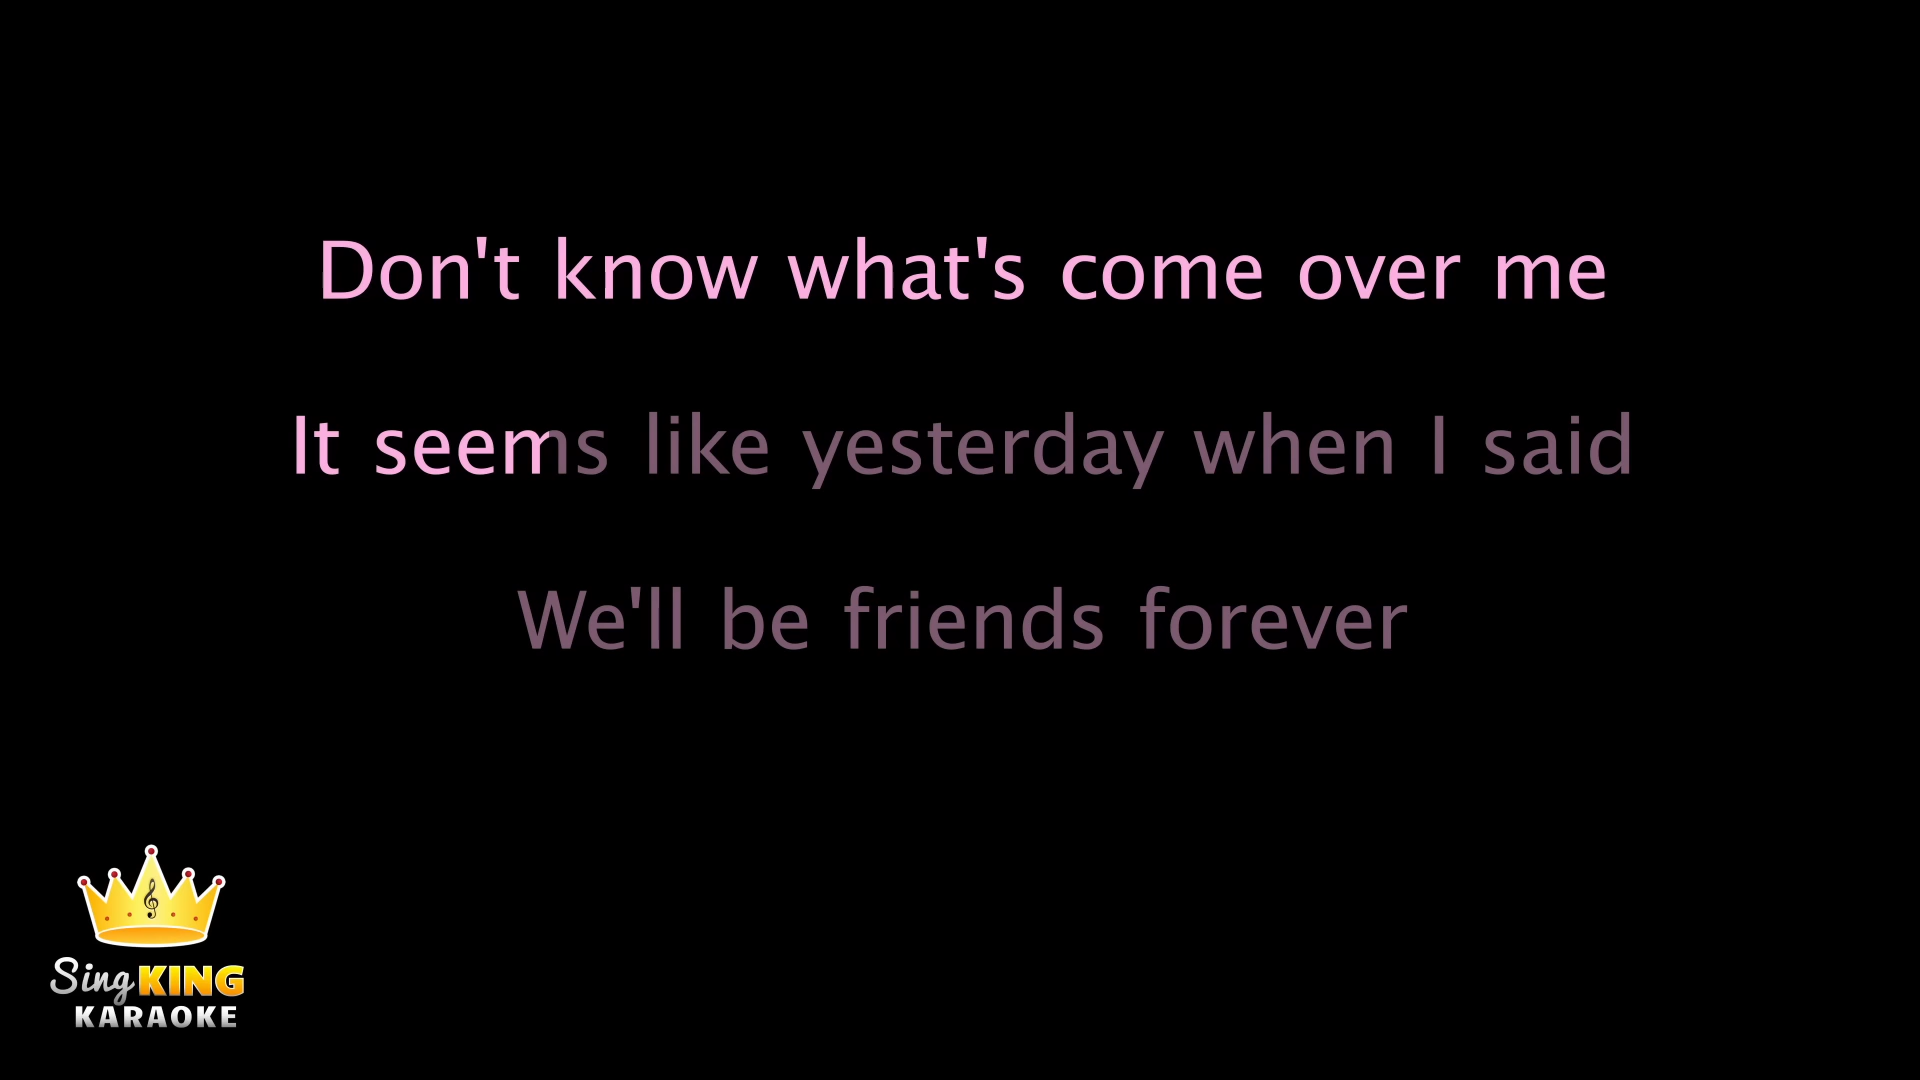 Don't know what's come over me
It seems like yesterday when I said
We'll be friends forever
Sing KING
KARAOKE